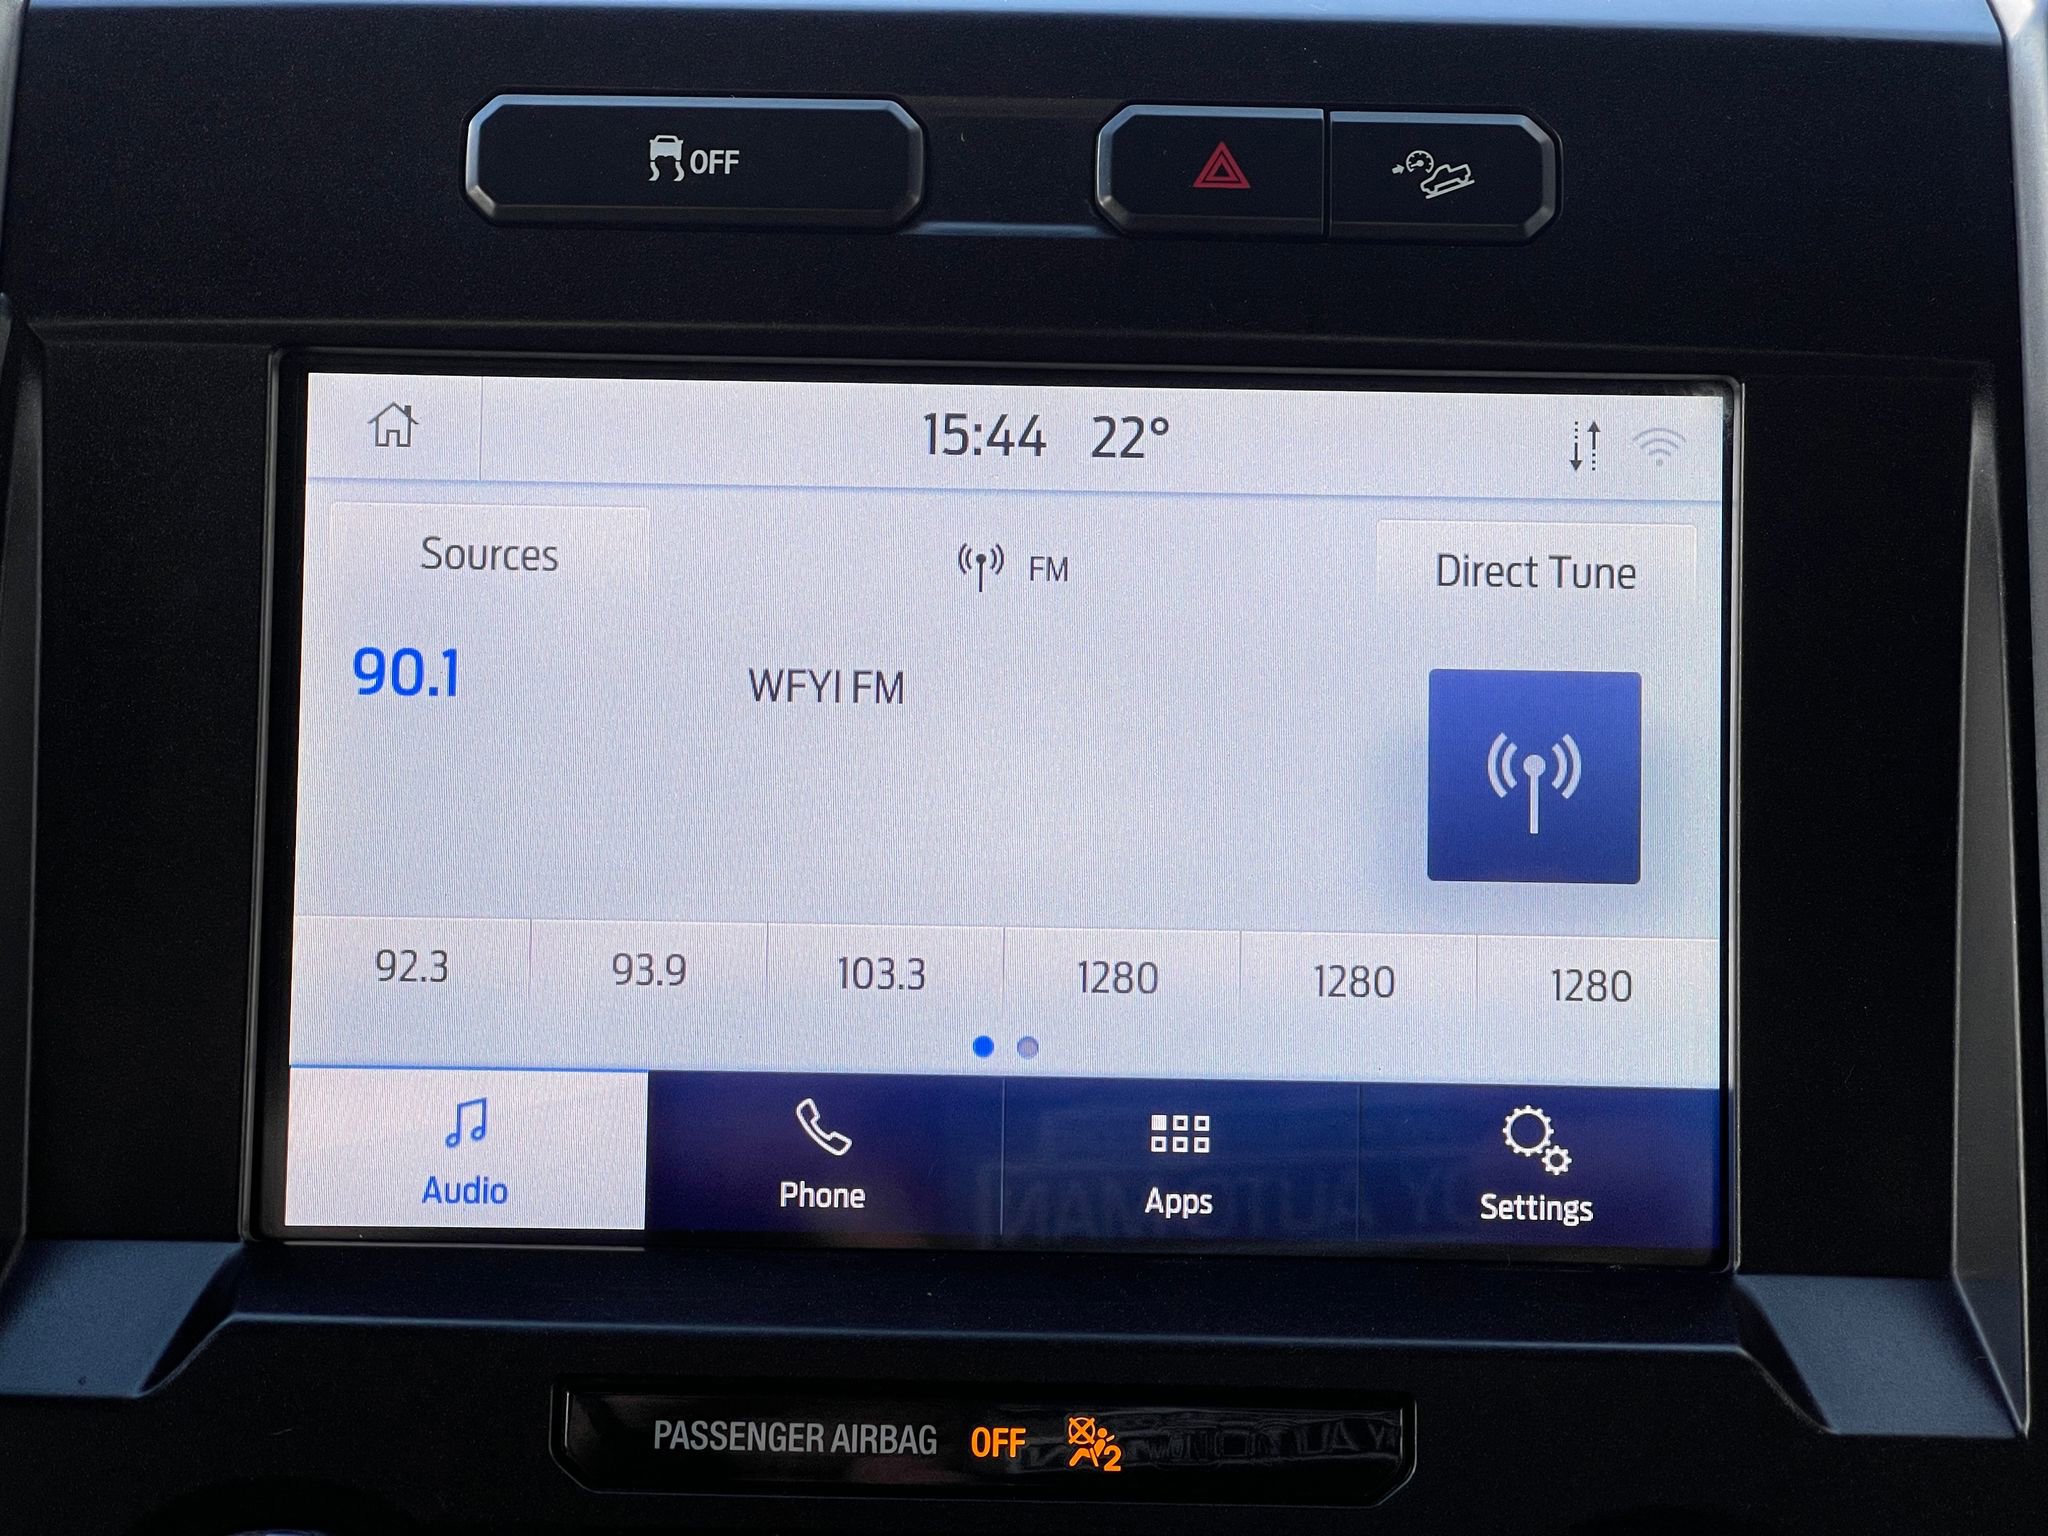 OFF
15:44 22°
Sources FM Direct Tune
90.1 WFYI FM
92.3 93.9 103.3 1280 1280 1280
Audio Phone Apps Settings
PASSENGER AIRBAG OFF 2